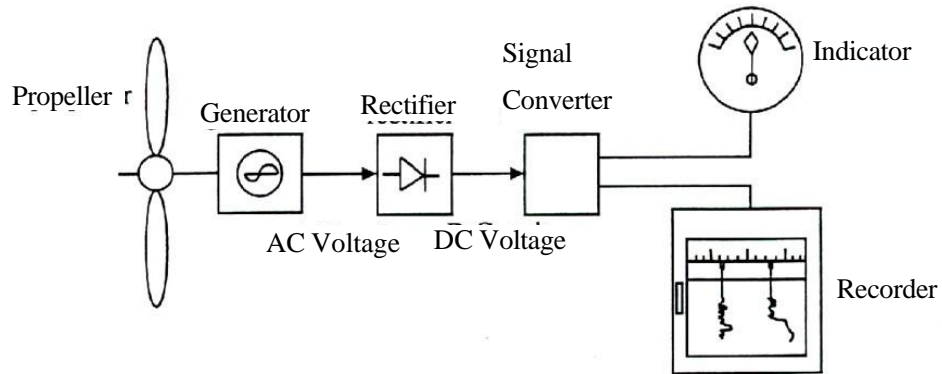 Signal
Converter
Indicator
Propeller
Generator
Rectifier
AC Voltage
DC Voltage
Recorder